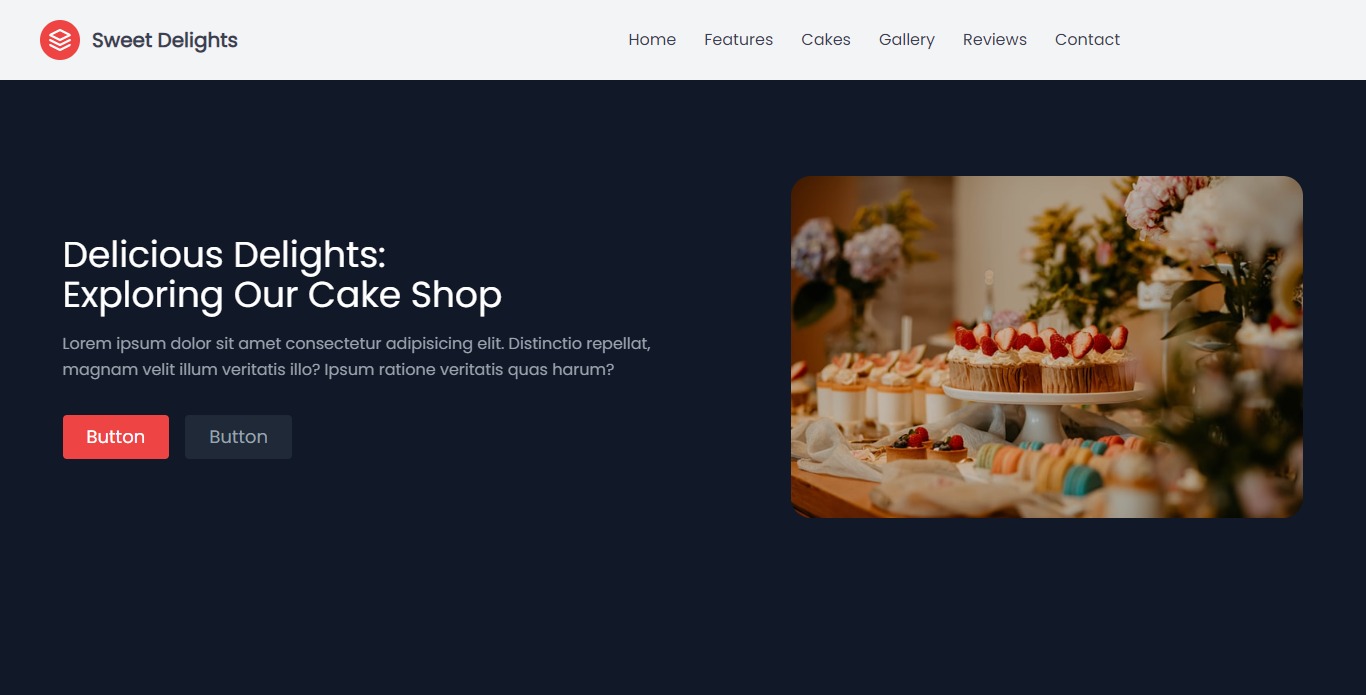 Sweet Delights
Home Features Cakes Gallery Reviews Contact
Delicious Delights:
Exploring Our Cake Shop
Lorem ipsum dolor sit amet consectetur adipisicing elit. Distinctio repellat,
magnam velit illum veritatis illo? Ipsum ratione veritatis quas harum?
Button Button